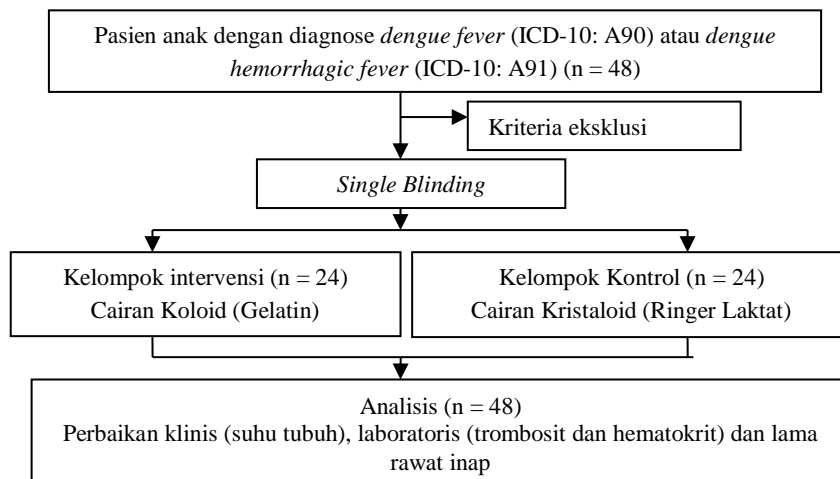 Pasien anak dengan diagnose dengue fever (ICD-10: A90) atau dengue
hemorrhagic fever (ICD-10: A91) (n = 48)
Kriteria eksklusi
Single Blinding
Kelompok intervensi (n = 24)
Cairan Koloid (Gelatin)
Kelompok Kontrol (n = 24)
Cairan Kristaloid (Ringer Laktat)
Analisis (n = 48)
Perbaikan klinis (suhu tubuh), laboratoris (trombosit dan hematokrit) dan lama
rawat inap